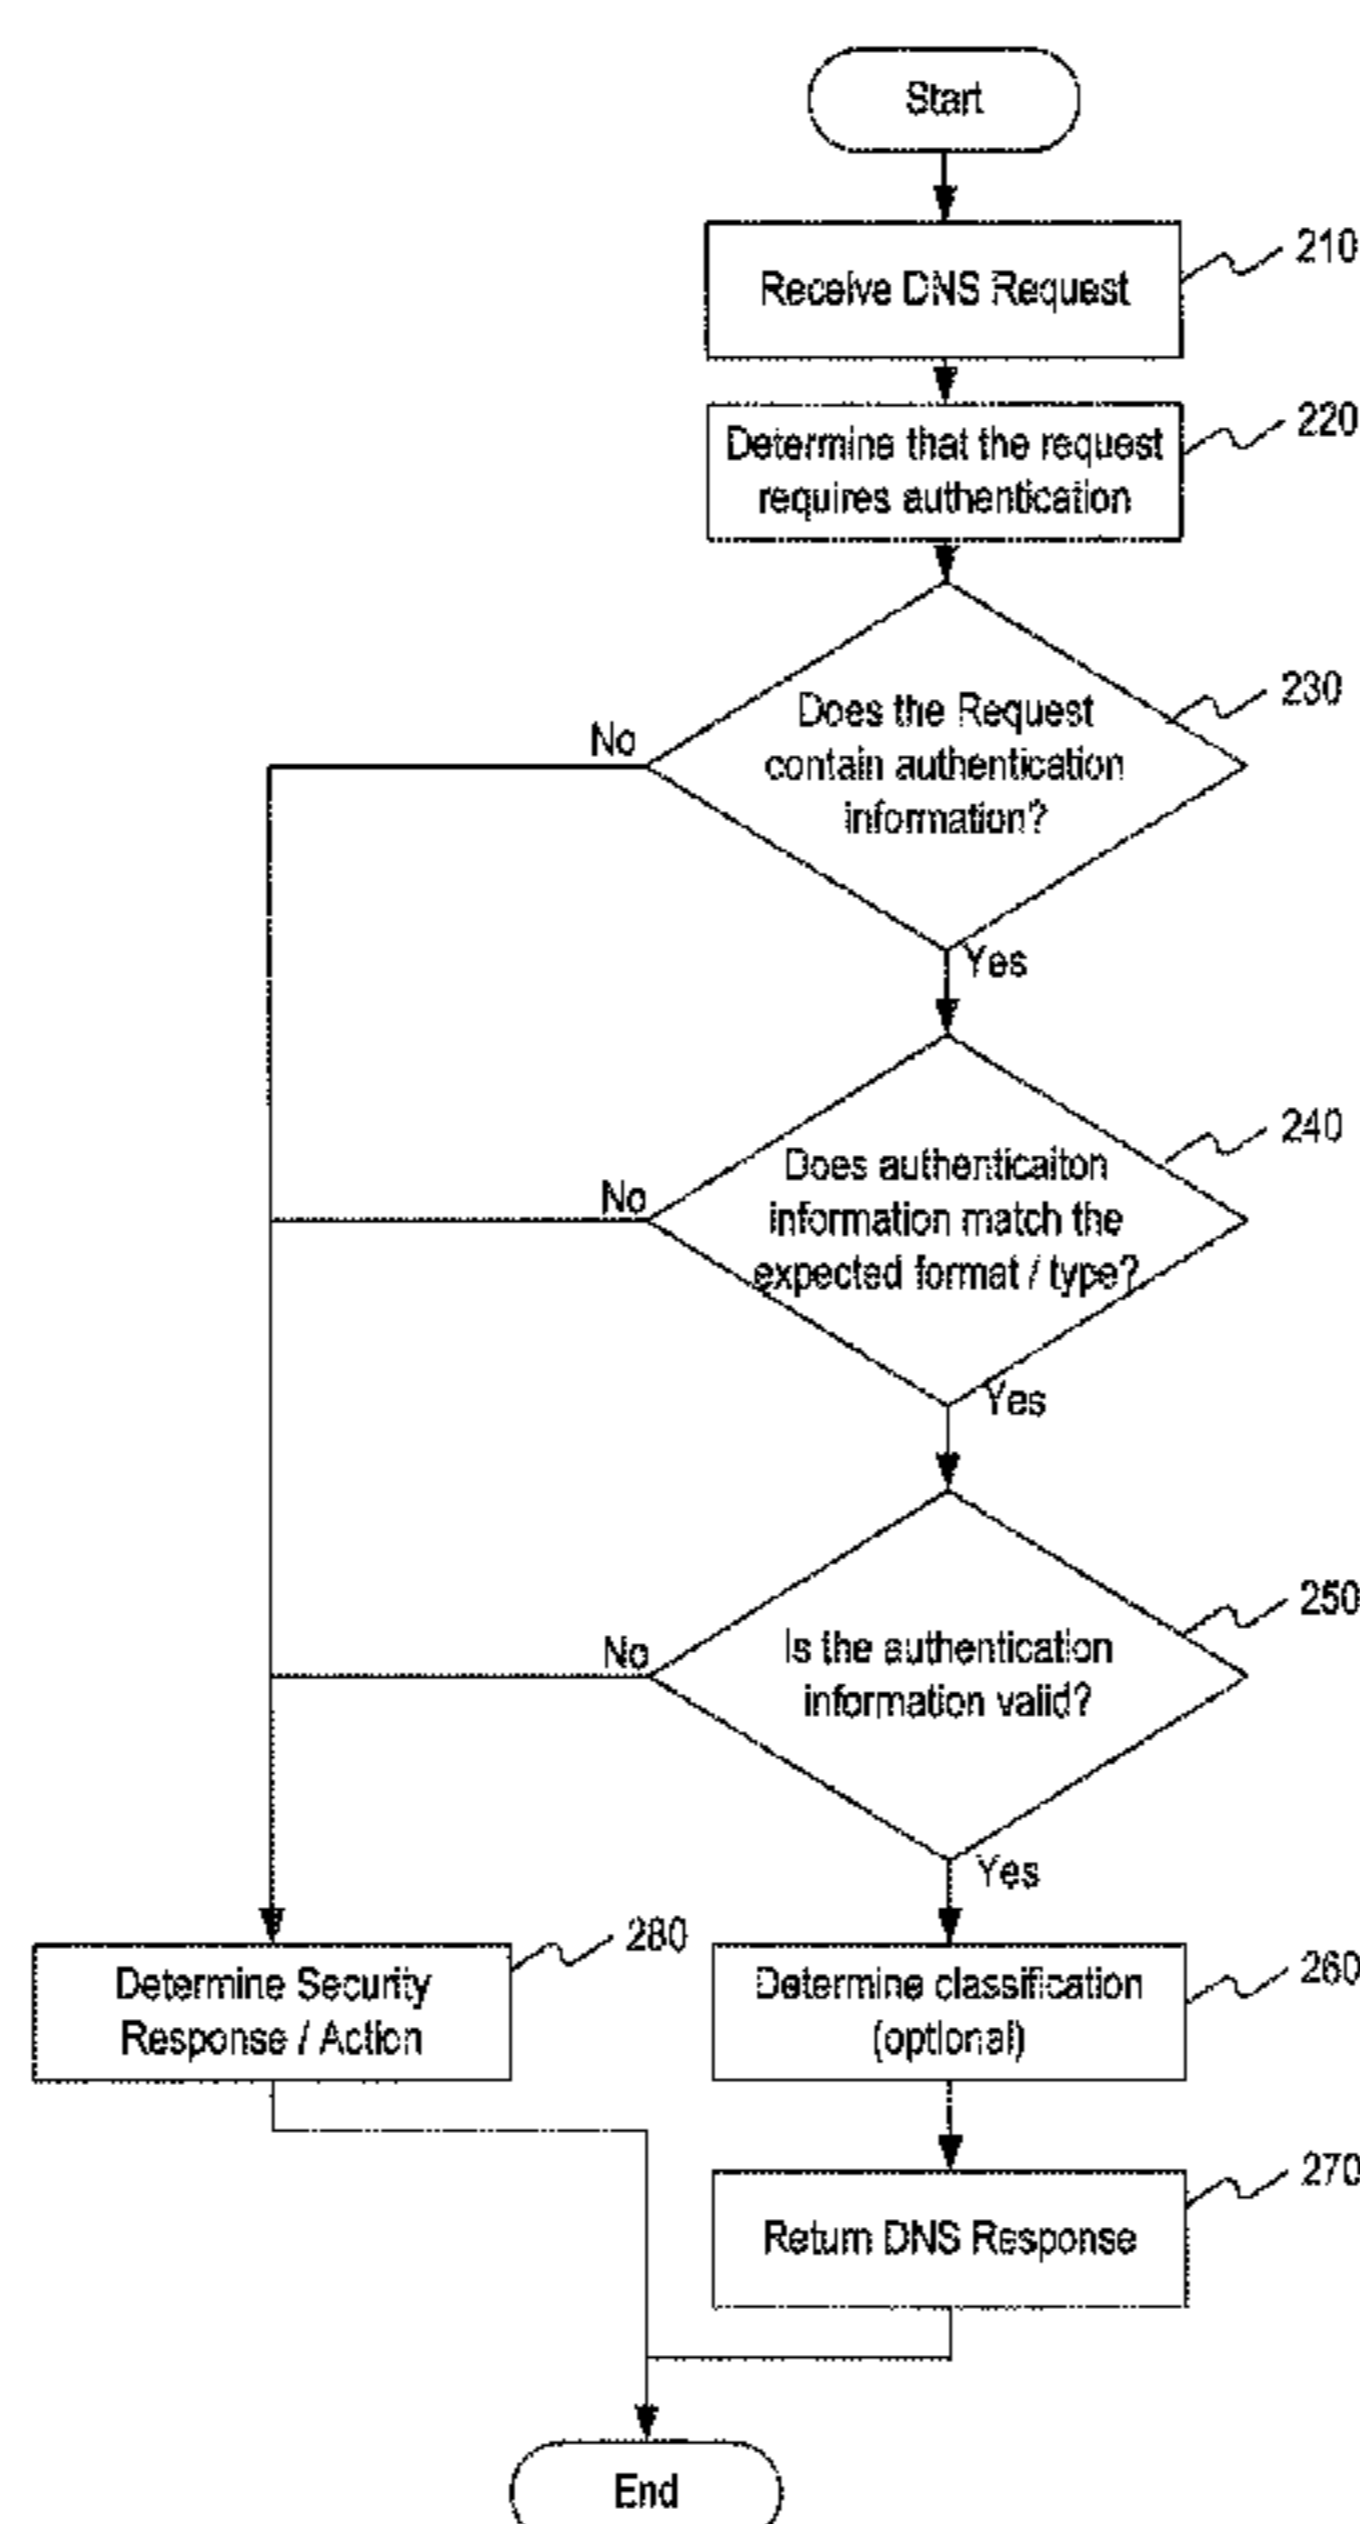 Start
Receive DNS Request
210
Determine that the request
requires authentication
220
Does the Request
contain authentication
information?
230
No
Yes
Does authenticaiton
information match the
expected format / type?
240
No
Yes
Is the authentication
information valid?
250
No
Yes
Determine Security
Response / Action
280
Determine classification
(optional)
260
Return DNS Response
270
End